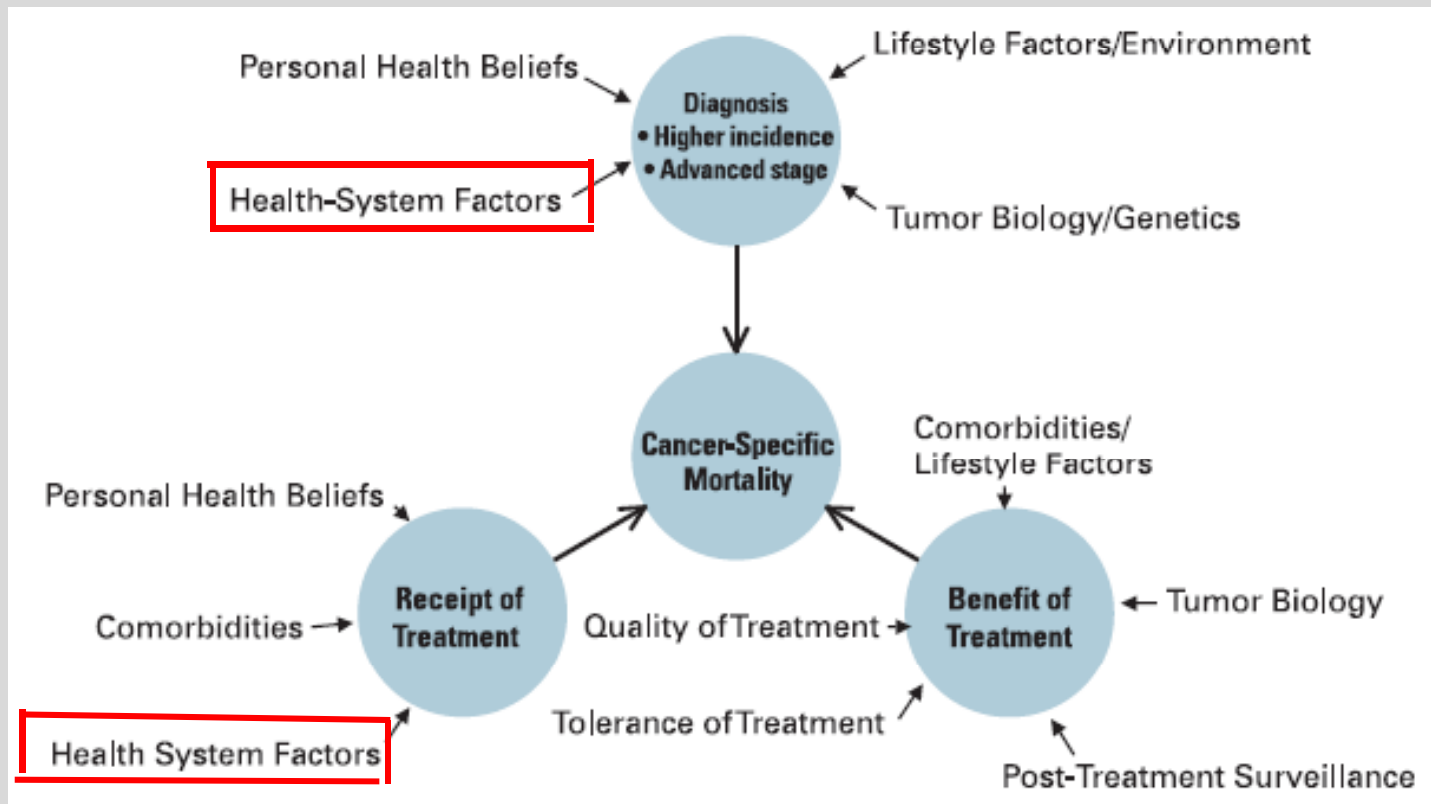 Personal Health Beliefs
Lifestyle Factors/Environment
Diagnosis
• Higher incidence
• Advanced stage
Health-System Factors
Tumor Biology/Genetics
Cancer-Specific
Mortality
Comorbidities/
Lifestyle Factors
Personal Health Beliefs
Receipt of
Treatment
Comorbidities
Health System Factors
Benefit of
Treatment
Tumor Biology
Quality of Treatment
Tolerance of Treatment
Post-Treatment Surveillance